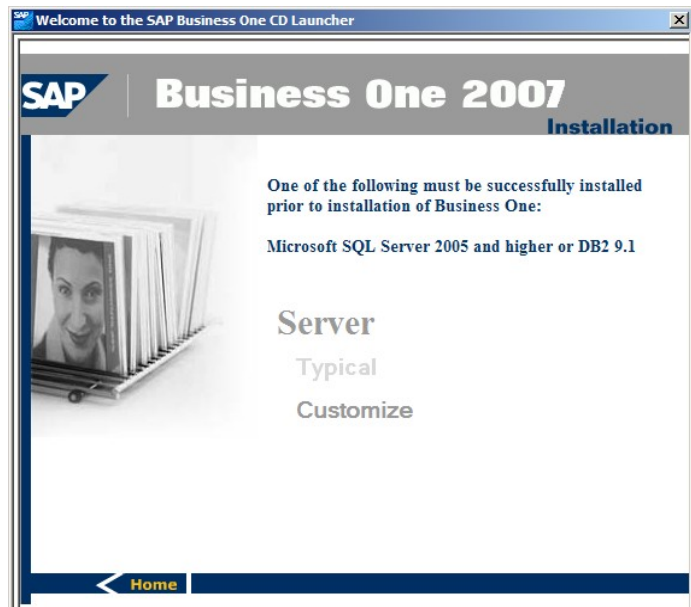 Welcome to the SAP Business One CD Launcher
SAP Business One 2007
Installation
One of the following must be successfully installed
prior to installation of Business One:
Microsoft SQL Server 2005 and higher or DB2 9.1
Server
Typical
Customize
Home